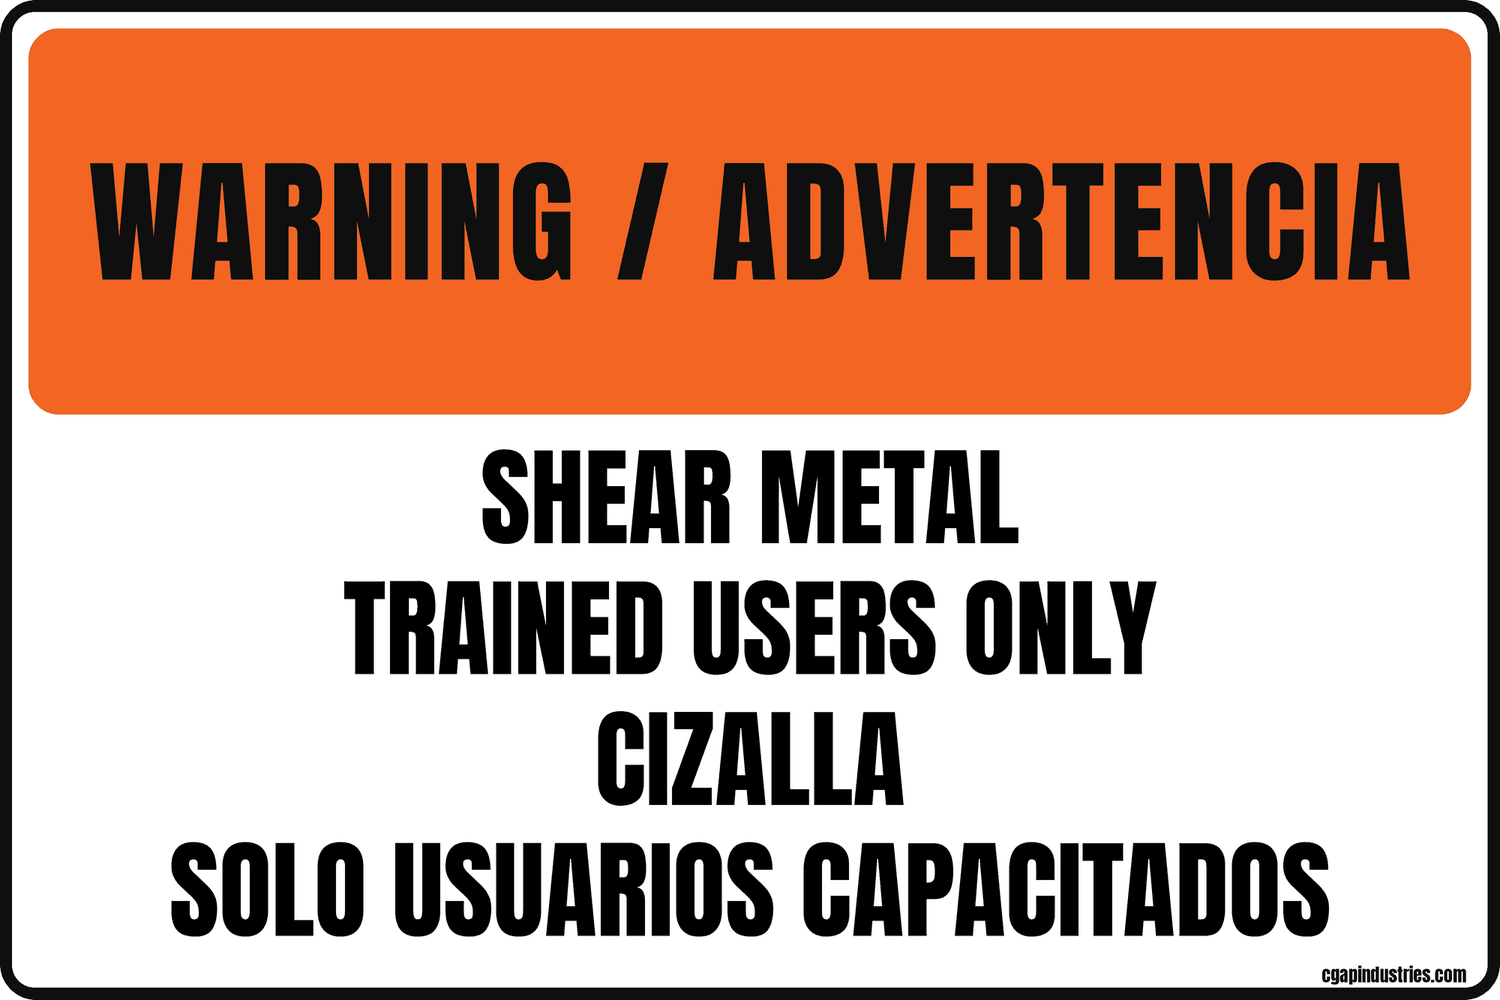 WARNING / ADVERTENCIA
SHEAR METAL
TRAINED USERS ONLY
CIZALLA
SOLO USUARIOS CAPACITADOS
cgapindustries.com